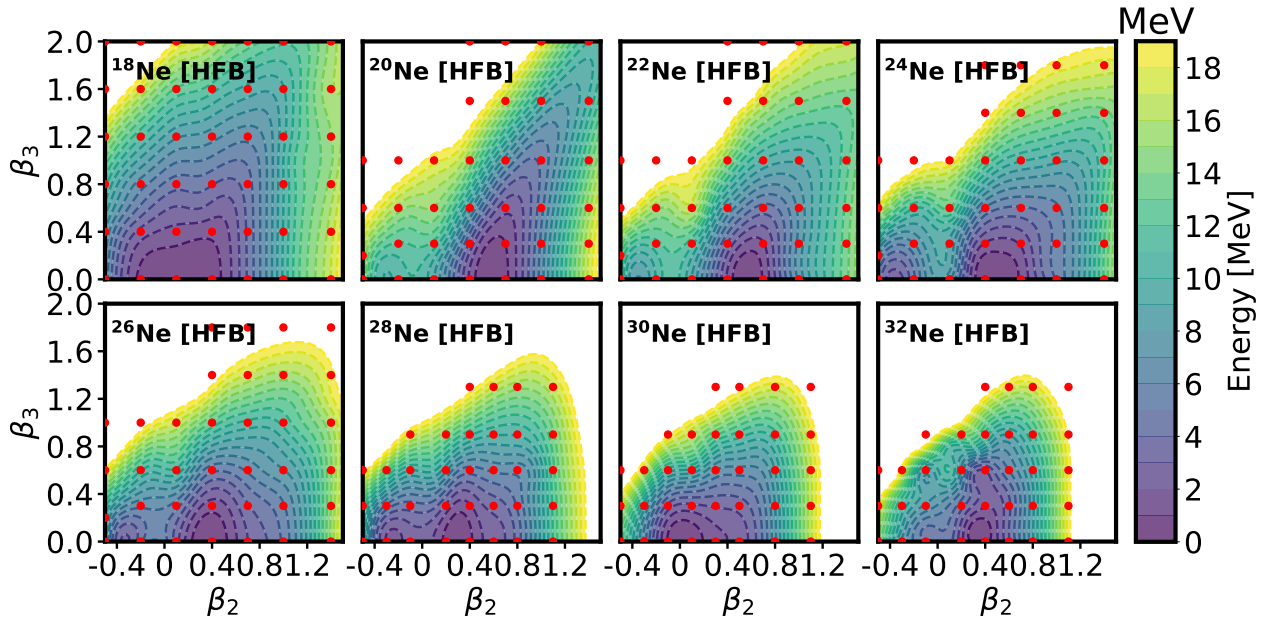 MeV
2.0
1.6
1.2
0.8
0.4
0.0
β3
¹⁸Ne [HFB]
²⁰Ne [HFB]
²²Ne [HFB]
²⁴Ne [HFB]
18
16
14
12
10
8
6
4
2
0
Energy [MeV]
2.0
1.6
1.2
0.8
0.4
0.0
β3
²⁶Ne [HFB]
²⁸Ne [HFB]
³⁰Ne [HFB]
³²Ne [HFB]
-0.4 0 0.40.81.2
-0.4 0 0.40.81.2
-0.4 0 0.40.81.2
-0.4 0 0.40.81.2
β2
β2
β2
β2